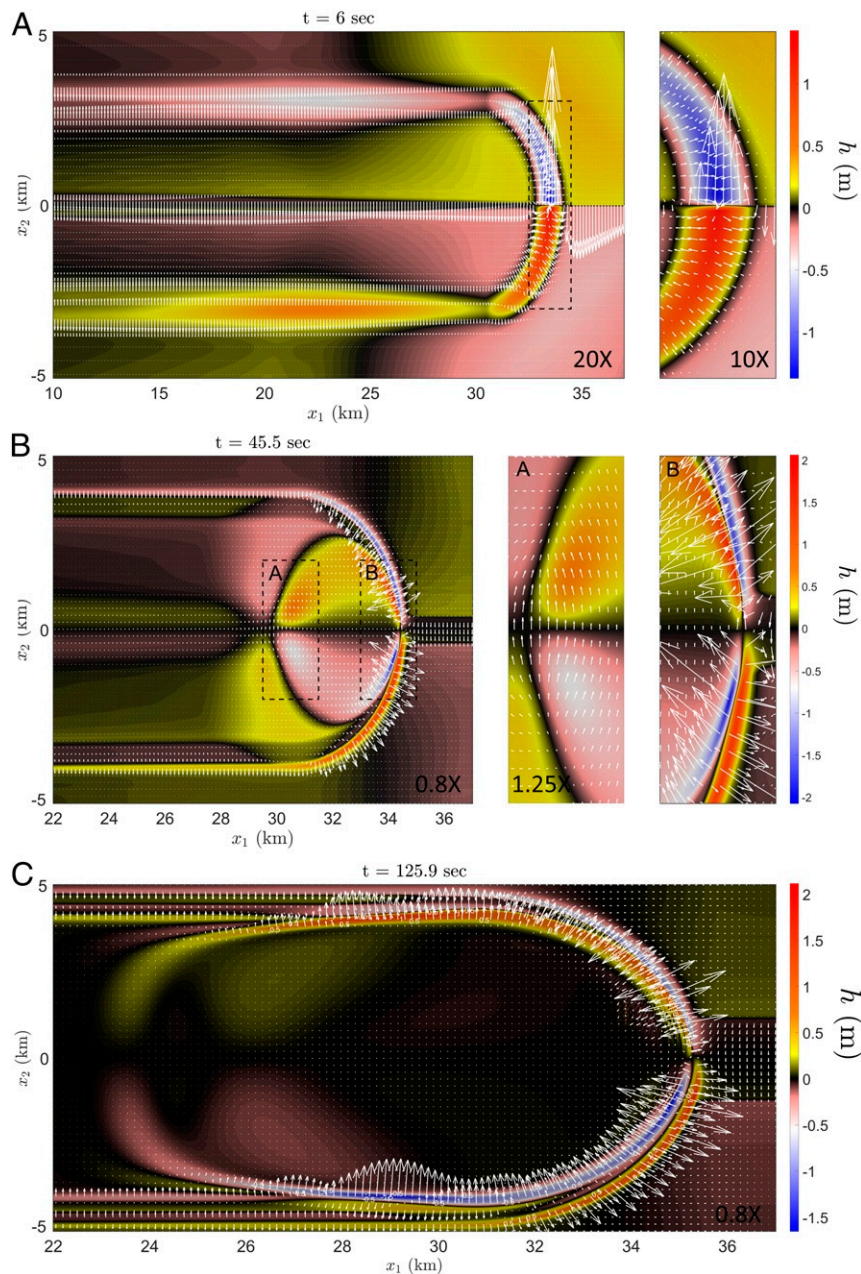 A
t = 6 sec
5
0
-5
x₂ (km)
10 15 20 25 31 34
x₁ (km)
20X
10X
1
0.5
0
-0.5
-1
h (m)
B
t = 45.5 sec
5
0
-5
x₂ (km)
A
B
0.8X
22 24 26 28 30 32 34
x₁ (km)
A
1.25X
B
2
1.5
1
0.5
0
-0.5
-1
-1.5
-2
h (m)
C
t = 125.9 sec
5
0
-5
x₂ (km)
0.8X
22 24 26 28 30 32 34 36
x₁ (km)
2
1.5
1
0.5
0
-0.5
-1
-1.5
h (m)